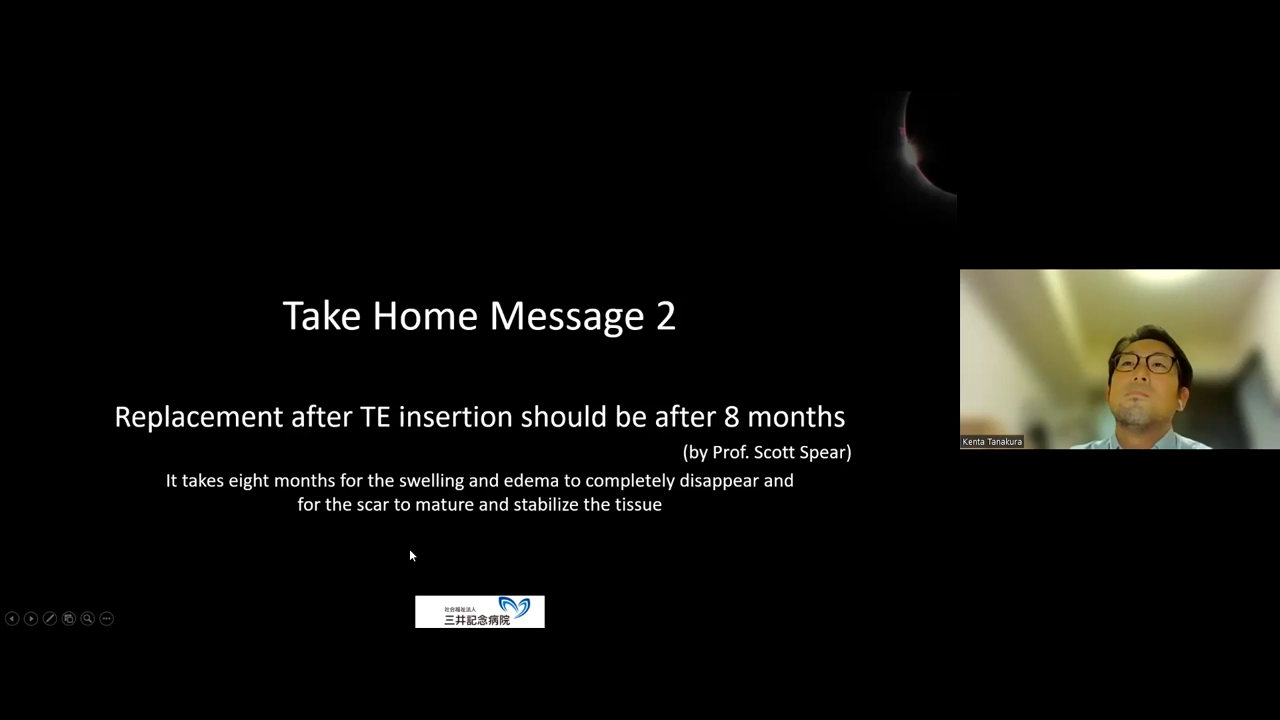 Take Home Message 2
Replacement after TE insertion should be after 8 months
(by Prof. Scott Spear)
It takes eight months for the swelling and edema to completely disappear and
for the scar to mature and stabilize the tissue
Kenta Tanakura
社会福祉法人
三井記念病院